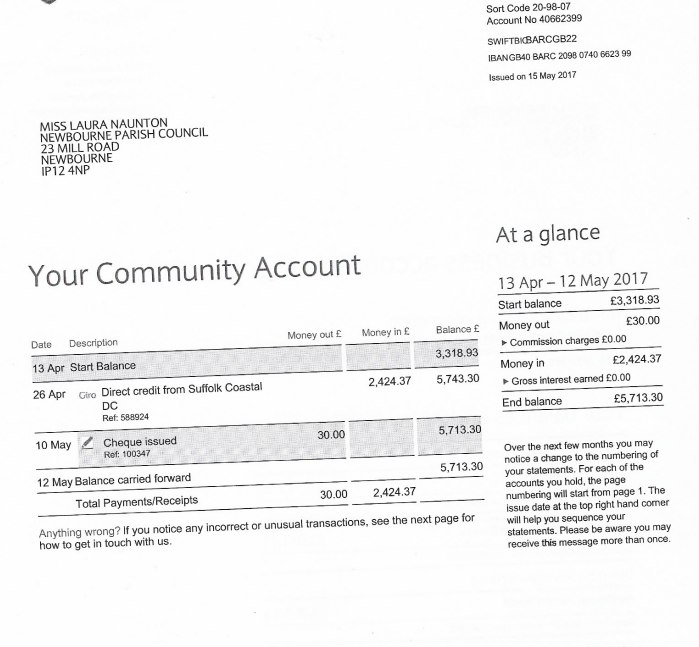 Sort Code 20-98-07
Account No 40662399
SWIFTBIC BARCGB22
IBAN GB40 BARC 2098 0740 6623 99
Issued on 15 May 2017
MISS LAURA NAUNTON
NEWBOURNE PARISH COUNCIL
23 MILL ROAD
NEWBOURNE
IP12 4NP
At a glance
Your Community Account
13 Apr – 12 May 2017
Start balance £3,318.93
Money out £30.00
▶ Commission charges £0.00
Money in £2,424.37
▶ Gross interest earned £0.00
End balance £5,713.30
Date Description Money out £ Money in £ Balance £
13 Apr Start Balance 3,318.93
26 Apr Giro Direct credit from Suffolk Coastal 2,424.37 5,743.30
DC
Ref: 588924
10 May Cheque issued 30.00 5,713.30
Ref: 100347
12 May Balance carried forward 5,713.30
Total Payments/Receipts 30.00 2,424.37
Anything wrong? If you notice any incorrect or unusual transactions, see the next page for
how to get in touch with us.
Over the next few months you may
notice a change to the numbering of
your statements. For each of the
accounts you hold, the page
numbering will start from page 1. The
issue date at the top right hand corner
will help you sequence your
statements. Please be aware you may
receive this message more than once.